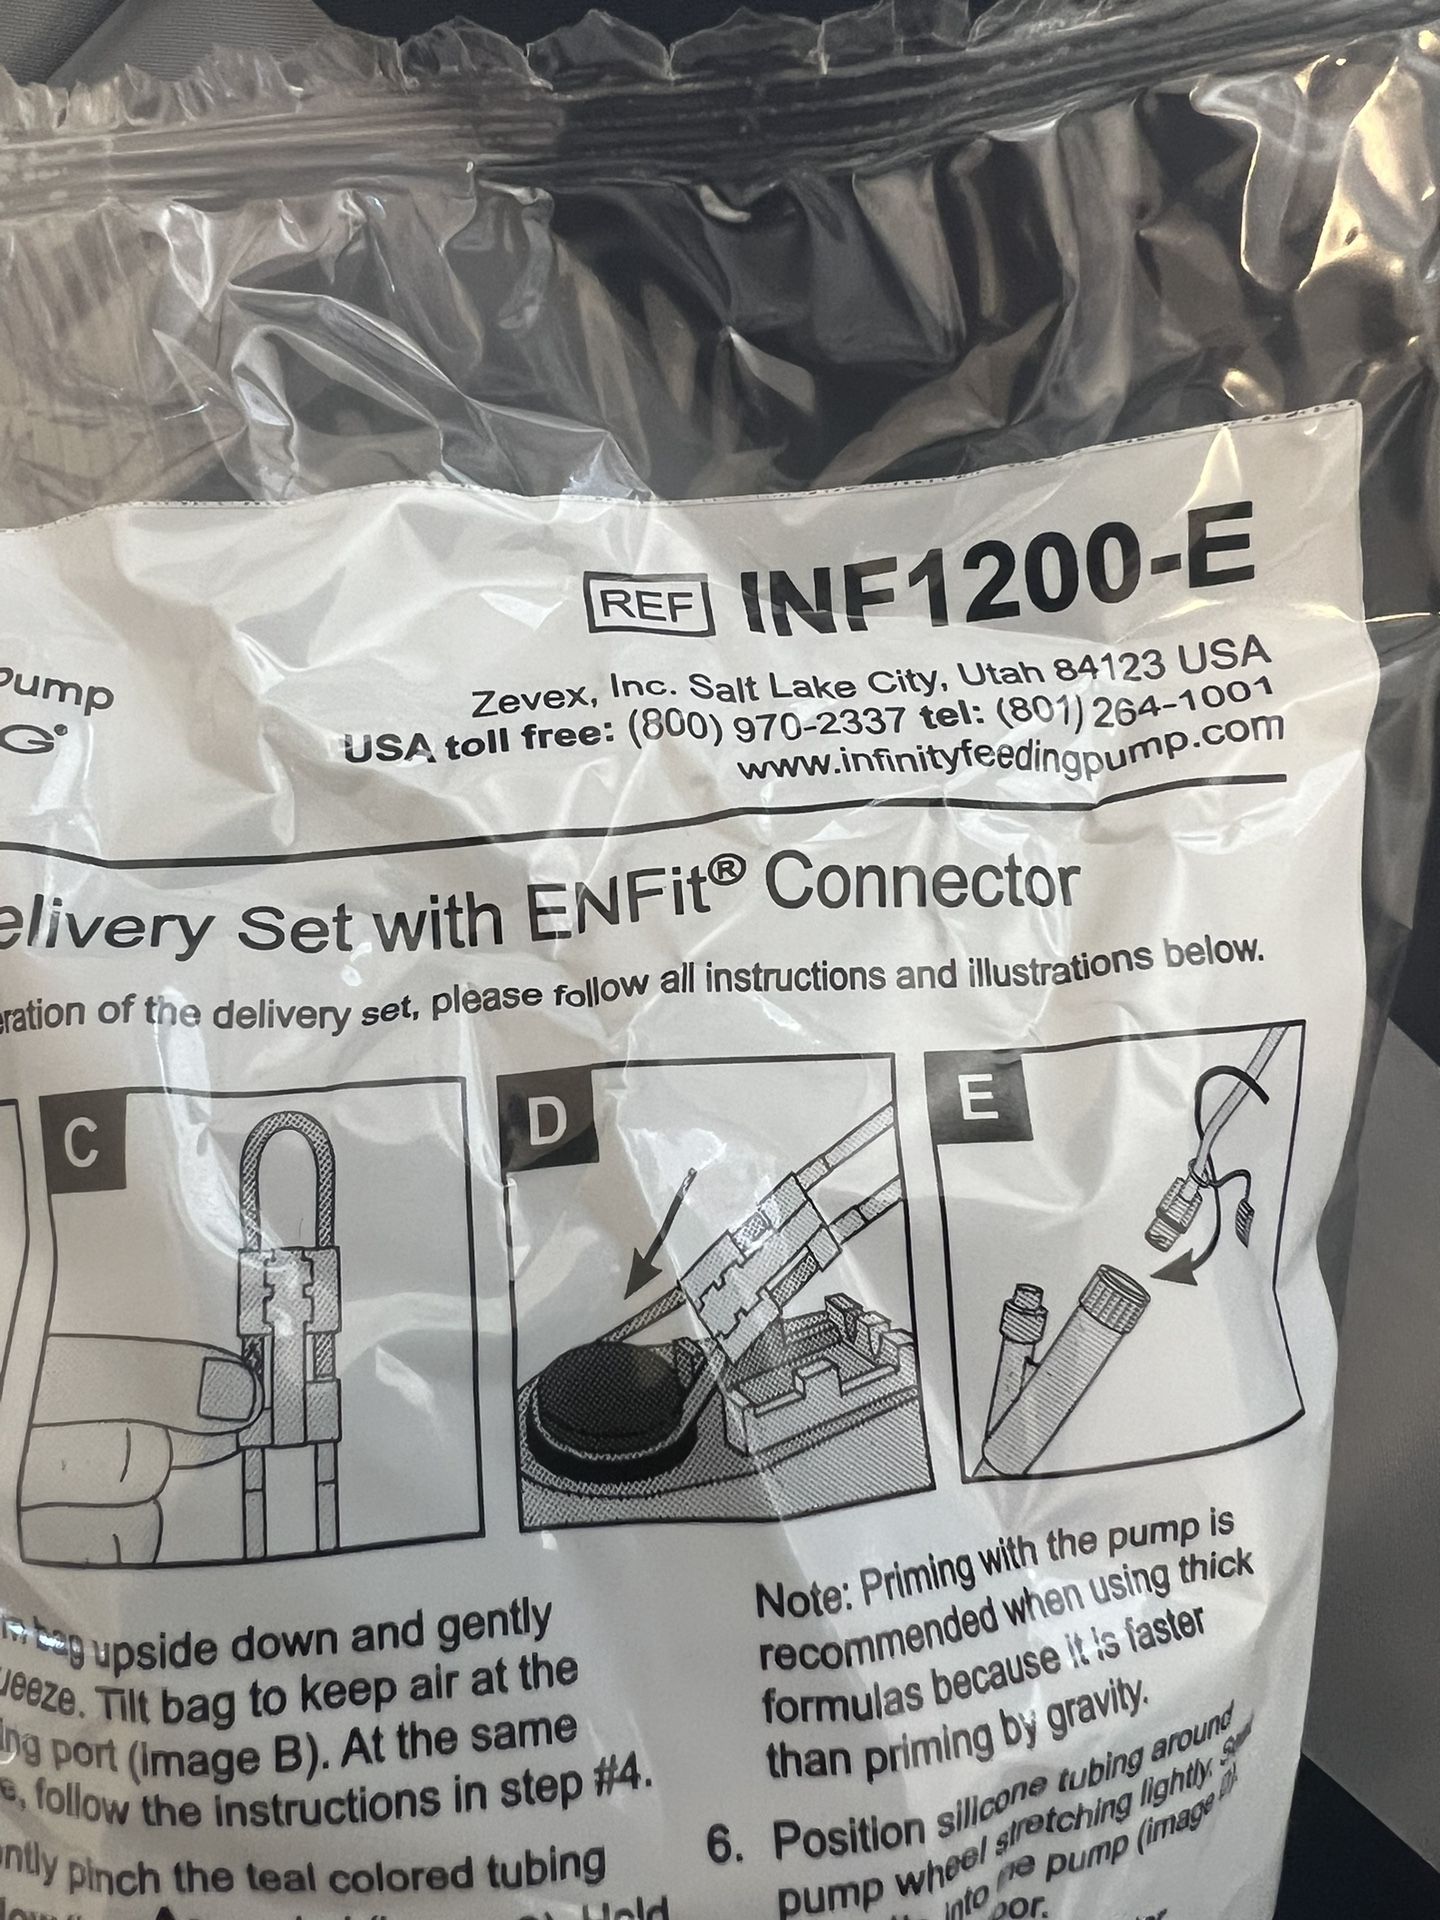 REF INF1200-E
Zevex, Inc. Salt Lake City, Utah 84123 USA
Pump
USA toll free: (800) 970-2337 tel: (801) 264-1001
G®
www.infinityfeedingpump.com
elivery Set with ENFit® Connector
eration of the delivery set, please follow all instructions and illustrations below.
C
D
E
bag upside down and gently
ueeze. Tilt bag to keep air at the
ing port (image B). At the same
e, follow the instructions in step #4.
ntly pinch the teal colored tubing
Hold
Note: Priming with the pump is
recommended when using thick
formulas because it is faster
than priming by gravity.
6. Position silicone tubing around
pump wheel stretching lightly.
into the pump (image
oor.